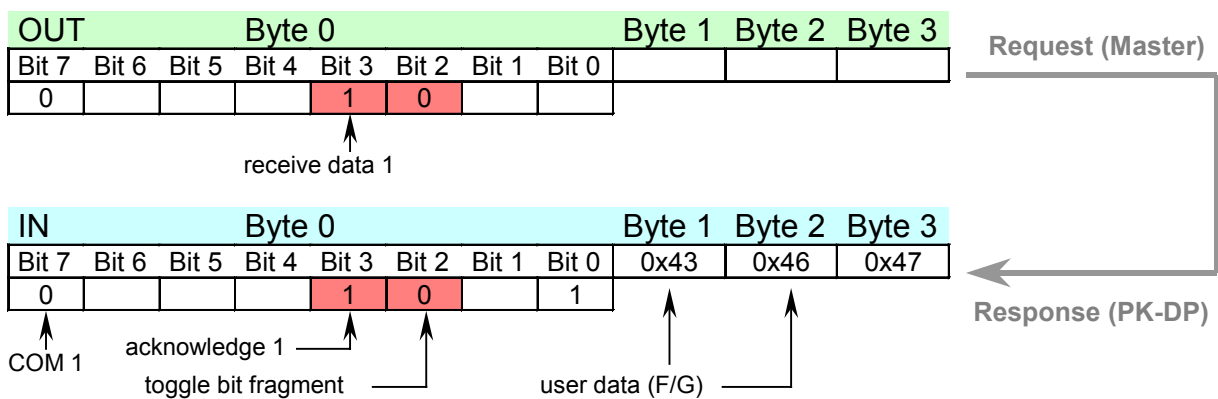 OUT Byte 0 Byte 1 Byte 2 Byte 3
Request (Master)
Bit 7 Bit 6 Bit 5 Bit 4 Bit 3 Bit 2 Bit 1 Bit 0
0 1 0
receive data 1
IN Byte 0 Byte 1 Byte 2 Byte 3
Bit 7 Bit 6 Bit 5 Bit 4 Bit 3 Bit 2 Bit 1 Bit 0 0x43 0x46 0x47
0 1 0 1
Response (PK-DP)
acknowledge 1
COM 1
toggle bit fragment
user data (F/G)